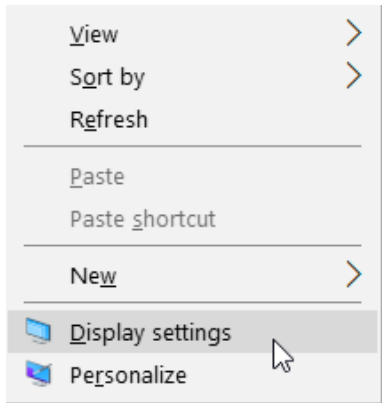 View
Sort by
Refresh
Paste
Paste shortcut
New
Display settings
Personalize